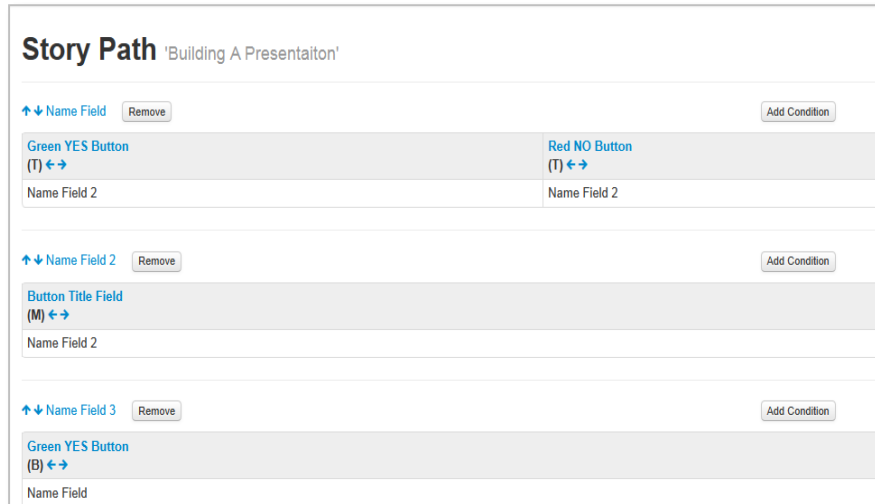 Story Path 'Building A Presentaiton'
Name Field Remove Add Condition
Green YES Button Red NO Button
(T) (T)
Name Field 2 Name Field 2
Name Field 2 Remove Add Condition
Button Title Field
(M)
Name Field 2
Name Field 3 Remove Add Condition
Green YES Button
(B)
Name Field